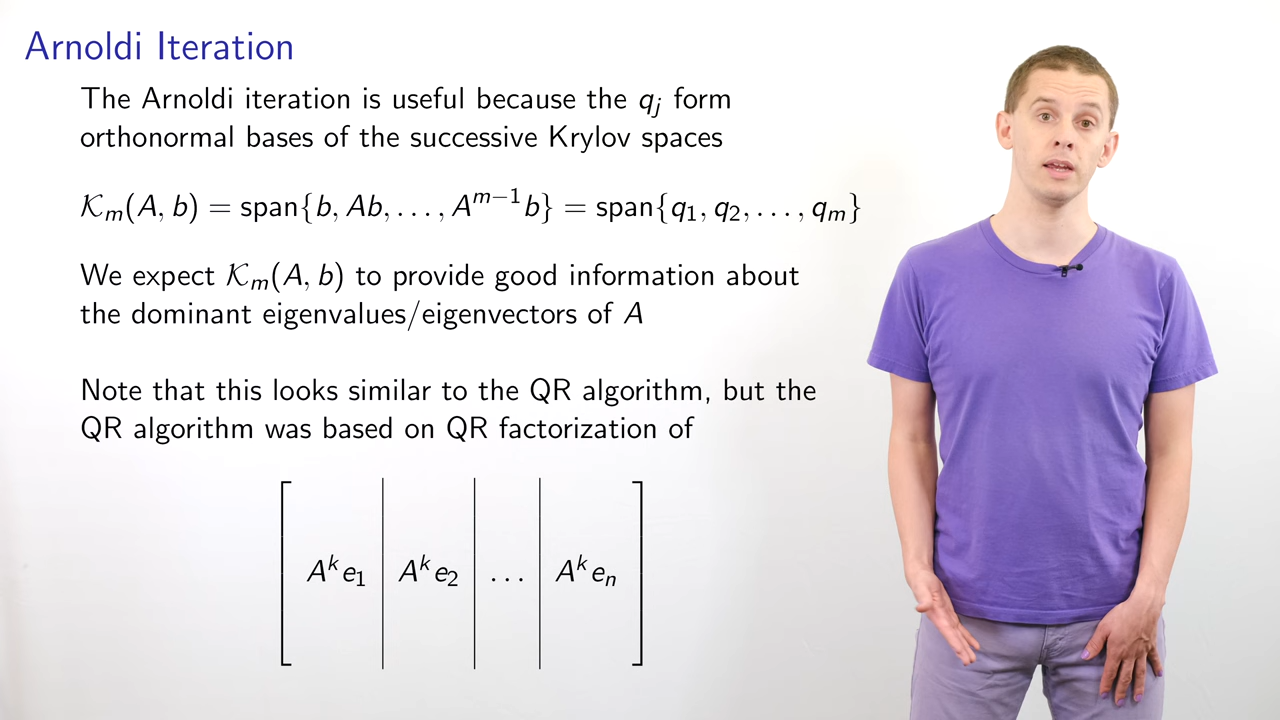 Arnoldi Iteration
The Arnoldi iteration is useful because the q_j form
orthonormal bases of the successive Krylov spaces
𝒦_m(A, b) = span{b, Ab, . . . , A^{m−1}b} = span{q_1, q_2, . . . , q_m}
We expect 𝒦_m(A, b) to provide good information about
the dominant eigenvalues/eigenvectors of A
Note that this looks similar to the QR algorithm, but the
QR algorithm was based on QR factorization of
[ A^k e_1 | A^k e_2 | . . . | A^k e_n ]